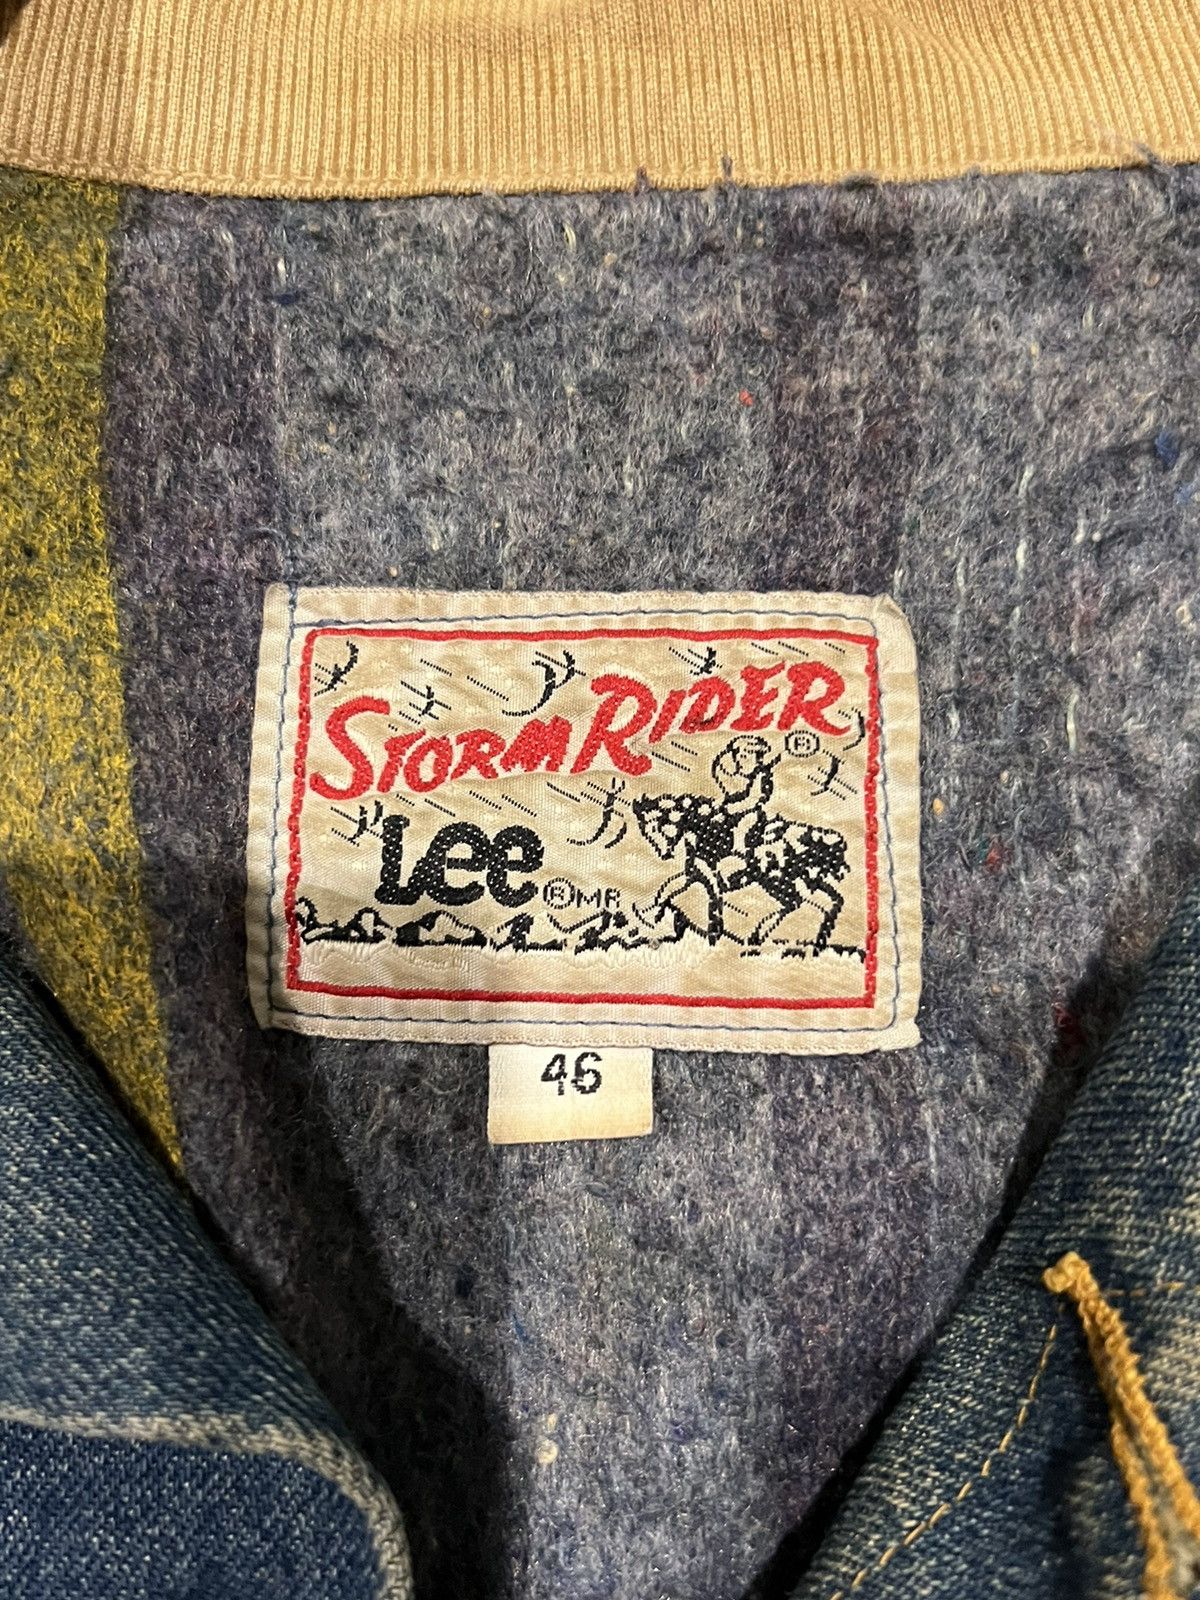 STORM RIDER ®
Lee ® MR
46